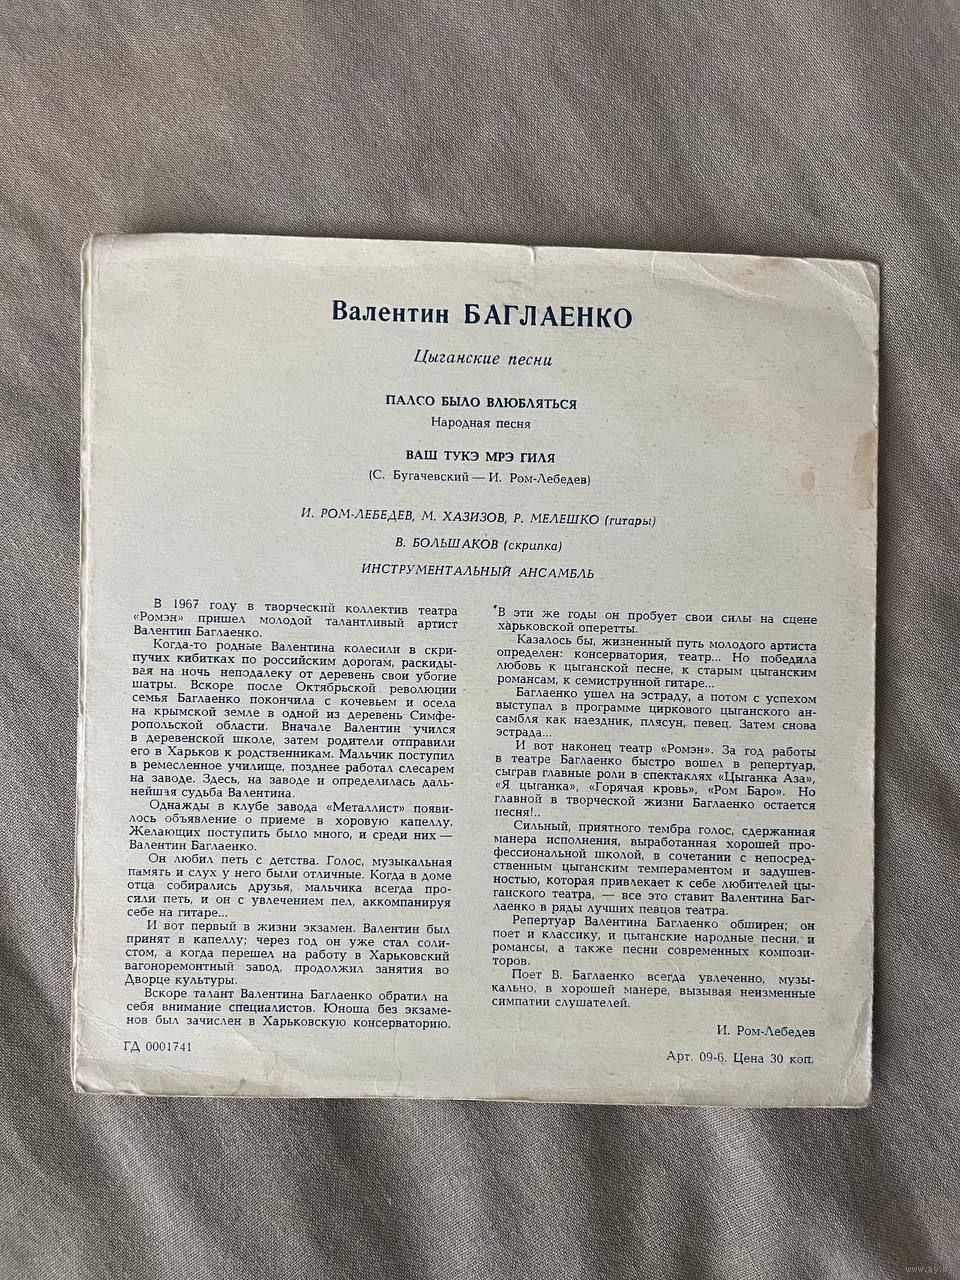 Валентин БАГЛАЕНКО
Цыганские песни
ПАЛСО БЫЛО ВЛЮБЛЯТЬСЯ
Народная песня
ВАШ ТУКЭ МРЭ ГИЛЯ
(С. Бугачевский — И. Ром-Лебедев)
И. РОМ-ЛЕБЕДЕВ, М. ХАЗИЗОВ, Р. МЕЛЕШКО (гитары)
В. БОЛЬШАКОВ (скрипка)
ИНСТРУМЕНТАЛЬНЫЙ АНСАМБЛЬ
В 1967 году в творческий коллектив театра
«Ромэн» пришел молодой талантливый артист
Валентин Баглаенко.
Когда-то родные Валентина колесили в скри-
пучих кибитках по российским дорогам, раскиды-
вая на ночь неподалеку от деревень свои убогие
шатры. Вскоре после Октябрьской революции
семья Баглаенко покончила с кочевьем и осела
на крымской земле в одной из деревень Симфе-
ропольской области. Вначале Валентин учился
в деревенской школе, затем родители отправили
его в Харьков к родственникам. Мальчик поступил
в ремесленное училище, позднее работал слесарем
на заводе. Здесь, на заводе и определилась даль-
нейшая судьба Валентина.
Однажды в клубе завода «Металлист» появи-
лось объявление о приеме в хоровую капеллу.
Желающих поступить было много, и среди них —
Валентин Баглаенко.
Он любил петь с детства. Голос, музыкальная
память и слух у него были отличные. Когда в доме
отца собирались друзья, мальчика всегда про-
сили петь, и он с увлечением пел, аккомпанируя
себе на гитаре...
И вот первый в жизни экзамен. Валентин был
принят в капеллу; через год он уже стал соли-
стом, а когда перешел на работу в Харьковский
вагоноремонтный завод, продолжил занятия во
Дворце культуры.
Вскоре талант Валентина Баглаенко обратил на
себя внимание специалистов. Юноша без экзаме-
нов был зачислен в Харьковскую консерваторию.
В эти же годы он пробует свои силы на сцене
харьковской оперетты.
Казалось бы, жизненный путь молодого артиста
определен: консерватория, театр... Но победила
любовь к цыганской песне, к старым цыганским
романсам, к семиструнной гитаре...
Баглаенко ушел на эстраду, а потом с успехом
выступал в программе циркового цыганского ан-
самбля как наездник, плясун, певец. Затем снова
эстрада...
И вот наконец театр «Ромэн». За год работы
в театре Баглаенко быстро вошел в репертуар,
сыграв главные роли в спектаклях «Цыганка Аза»,
«Я цыганка», «Горячая кровь», «Ром Баро». Но
главной в творческой жизни Баглаенко остается
песня!..
Сильный, приятного тембра голос, сдержанная
манера исполнения, выработанная хорошей про-
фессиональной школой, в сочетании с непосред-
ственным цыганским темпераментом и задушев-
ностью, которая привлекает к себе любителей цы-
ганского театра, — все это ставит Валентина Баг-
лаенко в ряды лучших певцов театра.
Репертуар Валентина Баглаенко обширен; он
поет и классику, и цыганские народные песни, и
романсы, а также песни современных компози-
торов.
Поет В. Баглаенко всегда увлеченно, музы-
кально, в хорошей манере, вызывая неизменные
симпатии слушателей.
И. Ром-Лебедев
ГД 0001741
Арт. 09-6. Цена 30 коп.